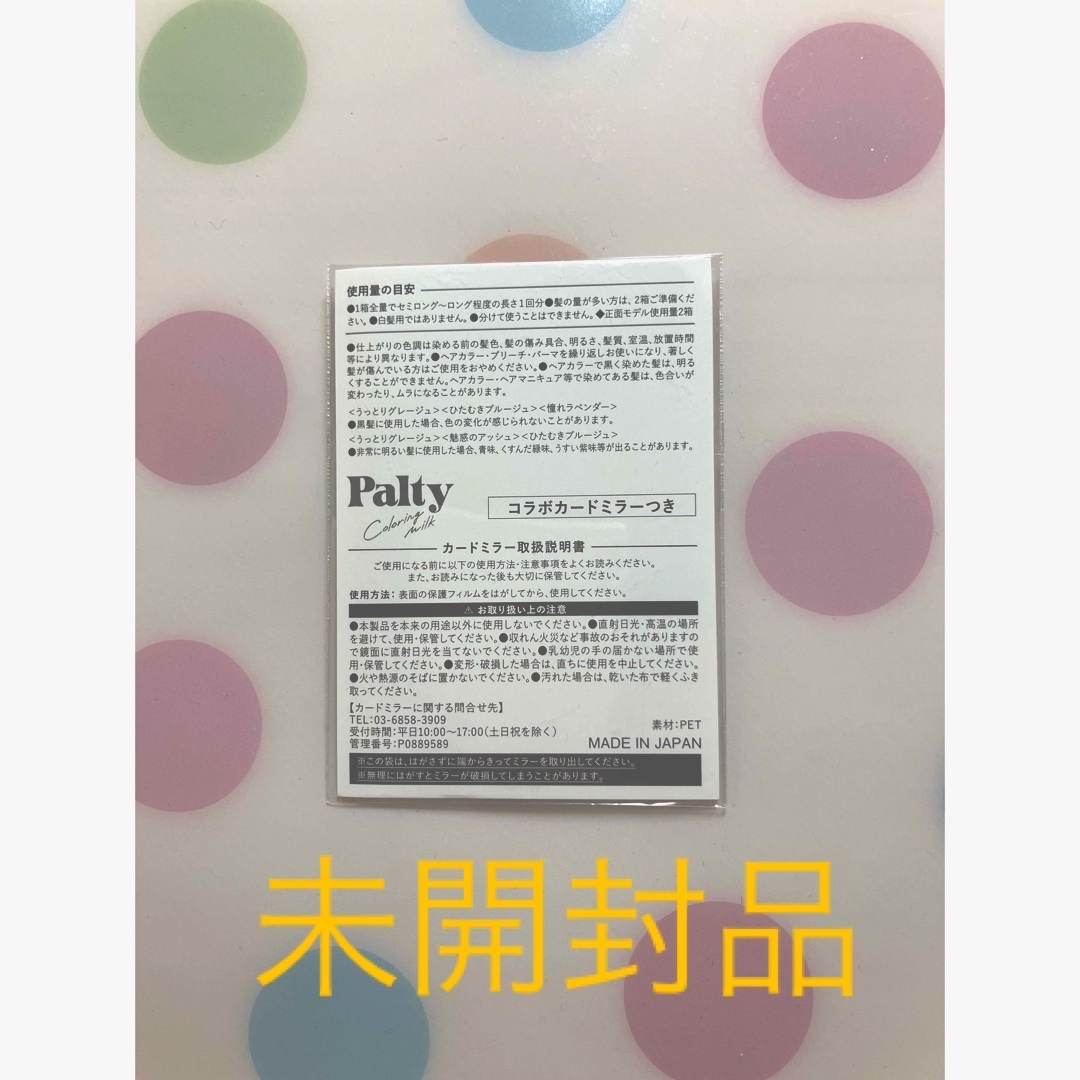 使用量の目安
●1箱全量でセミロング〜ロング程度の長さ1回分●髪の量が多い方は、2箱ご準備くだ
さい。●白髪用ではありません。●分けて使うことはできません。◆正面モデル使用量2箱
●仕上がりの色調は染める前の髪色、髪の傷み具合、明るさ、髪質、室温、放置時間
等により異なります。●ヘアカラー・ブリーチ・パーマを繰り返しお使いになり、著しく
髪が傷んでいる方はご使用をおやめください。●ヘアカラーで黒く染めた髪は、明る
くすることができません。ヘアカラー・ヘアマニキュア等で染めてある髪は、色合いが
変わったり、ムラになることがあります。
<うっとりグレージュ><ひたむきブルージュ><憧れラベンダー>
●黒髪に使用した場合、色の変化が感じられないことがあります。
<うっとりグレージュ><魅惑のアッシュ><ひたむきブルージュ>
●非常に明るい髪に使用した場合、青味、くすんだ緑味、うすい紫味等が出ることがあります。
Palty
Coloring milk
コラボカードミラーつき
カードミラー取扱説明書
ご使用になる前に以下の使用方法・注意事項をよくお読みください。
また、お読みになった後も大切に保管してください。
使用方法：表面の保護フィルムをはがしてから、使用してください。
⚠ お取り扱い上の注意
●本製品を本来の用途以外に使用しないでください。●直射日光・高温の場所
を避けて、使用・保管してください。●収れん火災など事故のおそれがありますの
で鏡面に直射日光を当てないでください。●乳幼児の手の届かない場所で使
用・保管してください。●変形・破損した場合は、直ちに使用を中止してください。
●火や熱源のそばに置かないでください。●汚れた場合は、乾いた布で軽くふき
取ってください。
【カードミラーに関する問合せ先】
TEL:03-6858-3909
受付時間：平日10:00〜17:00（土日祝を除く）
管理番号：P0889589
素材：PET
MADE IN JAPAN
※この袋は、はがさずに端からきってミラーを取り出してください。
※無理にはがすとミラーが破損してしまうことがあります。
未開封品